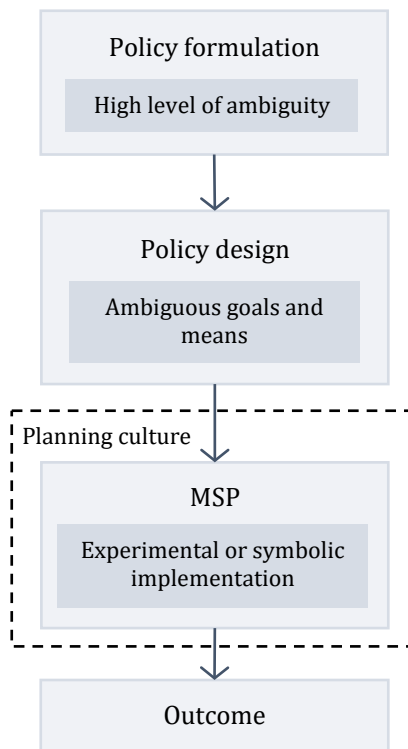 Policy formulation
High level of ambiguity
Policy design
Ambiguous goals and
means
Planning culture
MSP
Experimental or symbolic
implementation
Outcome